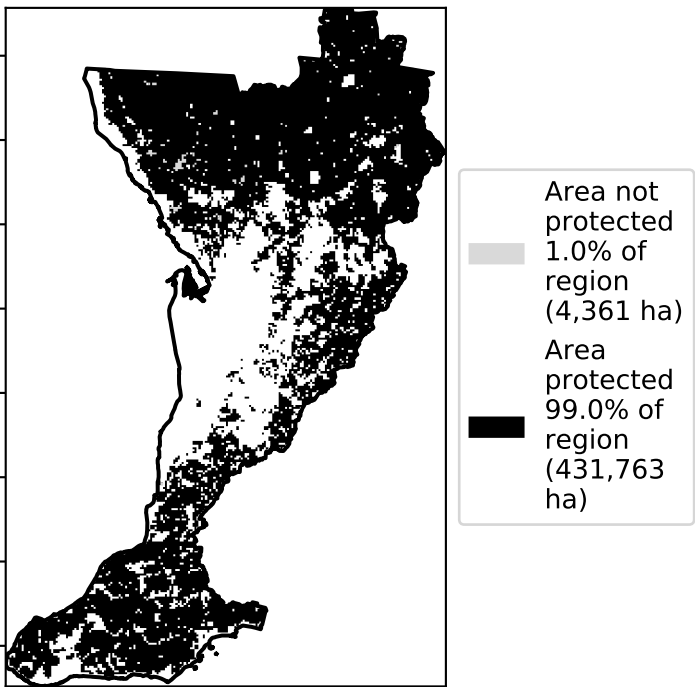 Area not
protected
1.0% of
region
(4,361 ha)
Area
protected
99.0% of
region
(431,763
ha)